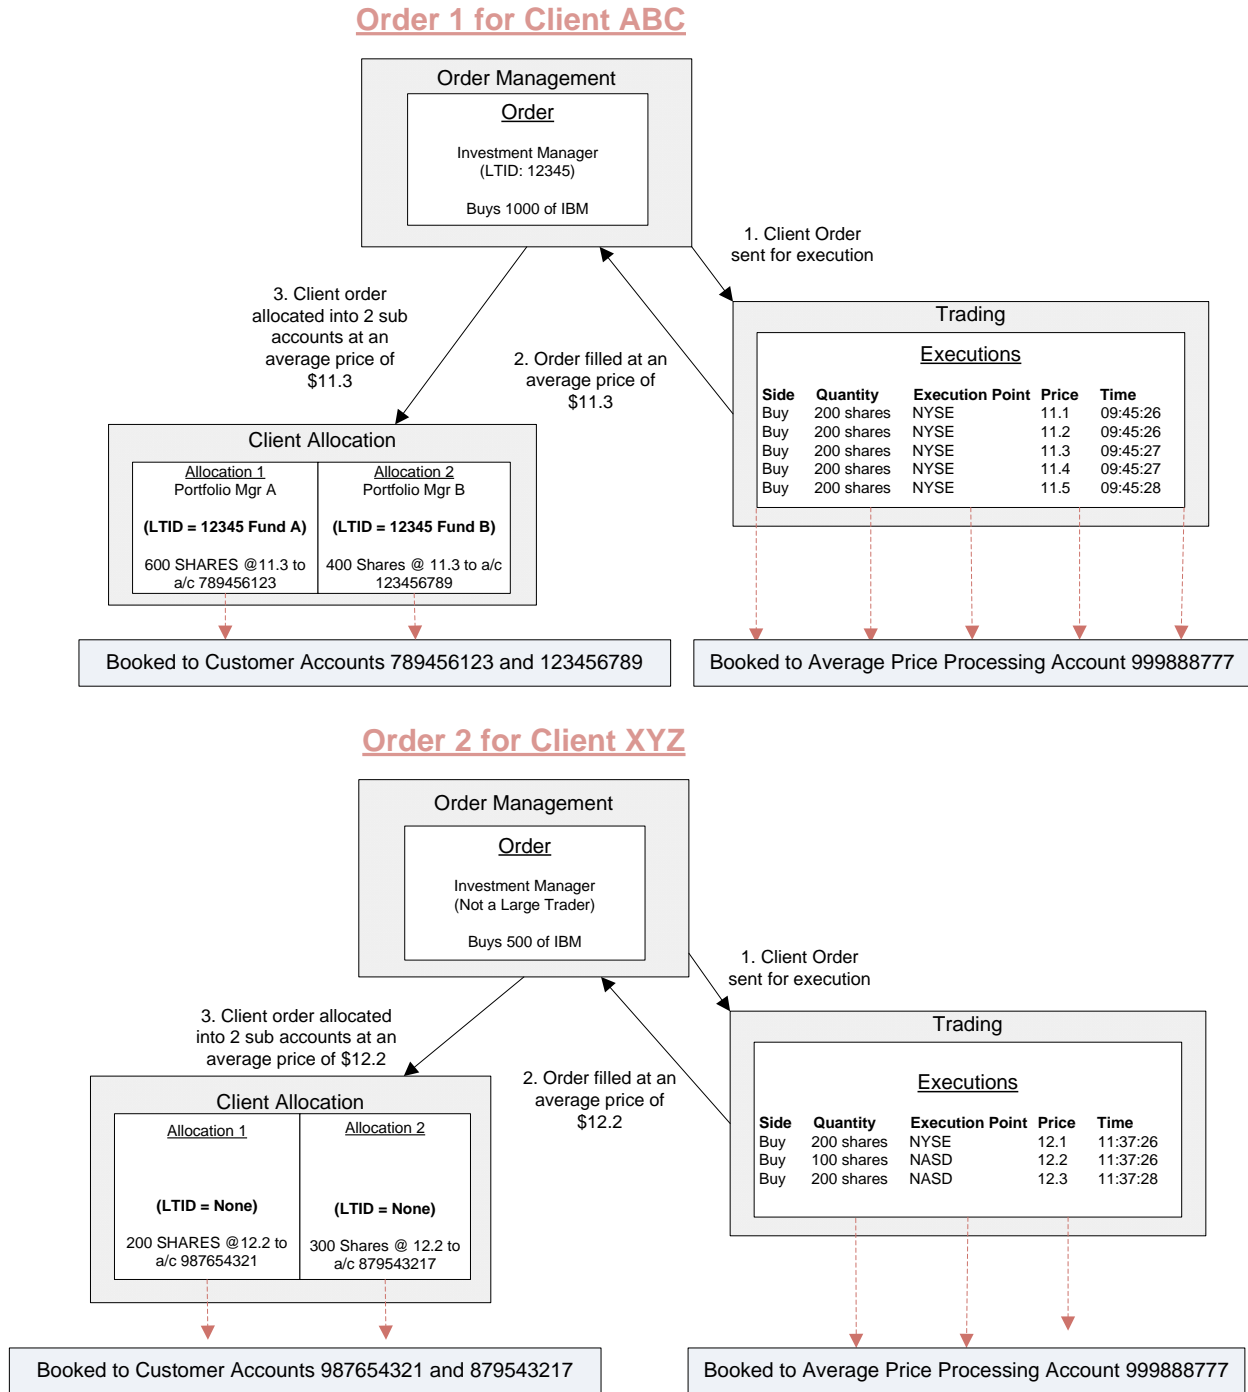 Order 1 for Client ABC
Order Management
Order
Investment Manager
(LTID: 12345)
Buys 1000 of IBM
1. Client Order
sent for execution
3. Client order
allocated into 2 sub
accounts at an
average price of
$11.3
2. Order filled at an
average price of
$11.3
Trading
Executions
Side Quantity Execution Point Price Time
Buy 200 shares NYSE 11.1 09:45:26
Buy 200 shares NYSE 11.2 09:45:26
Buy 200 shares NYSE 11.3 09:45:27
Buy 200 shares NYSE 11.4 09:45:27
Buy 200 shares NYSE 11.5 09:45:28
Client Allocation
Allocation 1
Portfolio Mgr A
(LTID = 12345 Fund A)
600 SHARES @11.3 to
a/c 789456123
Allocation 2
Portfolio Mgr B
(LTID = 12345 Fund B)
400 Shares @ 11.3 to a/c
123456789
Booked to Customer Accounts 789456123 and 123456789
Booked to Average Price Processing Account 999888777
Order 2 for Client XYZ
Order Management
Order
Investment Manager
(Not a Large Trader)
Buys 500 of IBM
1. Client Order
sent for execution
3. Client order allocated
into 2 sub accounts at an
average price of $12.2
2. Order filled at an
average price of
$12.2
Trading
Executions
Side Quantity Execution Point Price Time
Buy 200 shares NYSE 12.1 11:37:26
Buy 100 shares NASD 12.2 11:37:26
Buy 200 shares NASD 12.3 11:37:28
Client Allocation
Allocation 1
(LTID = None)
200 SHARES @12.2 to
a/c 987654321
Allocation 2
(LTID = None)
300 Shares @ 12.2 to
a/c 879543217
Booked to Customer Accounts 987654321 and 879543217
Booked to Average Price Processing Account 999888777